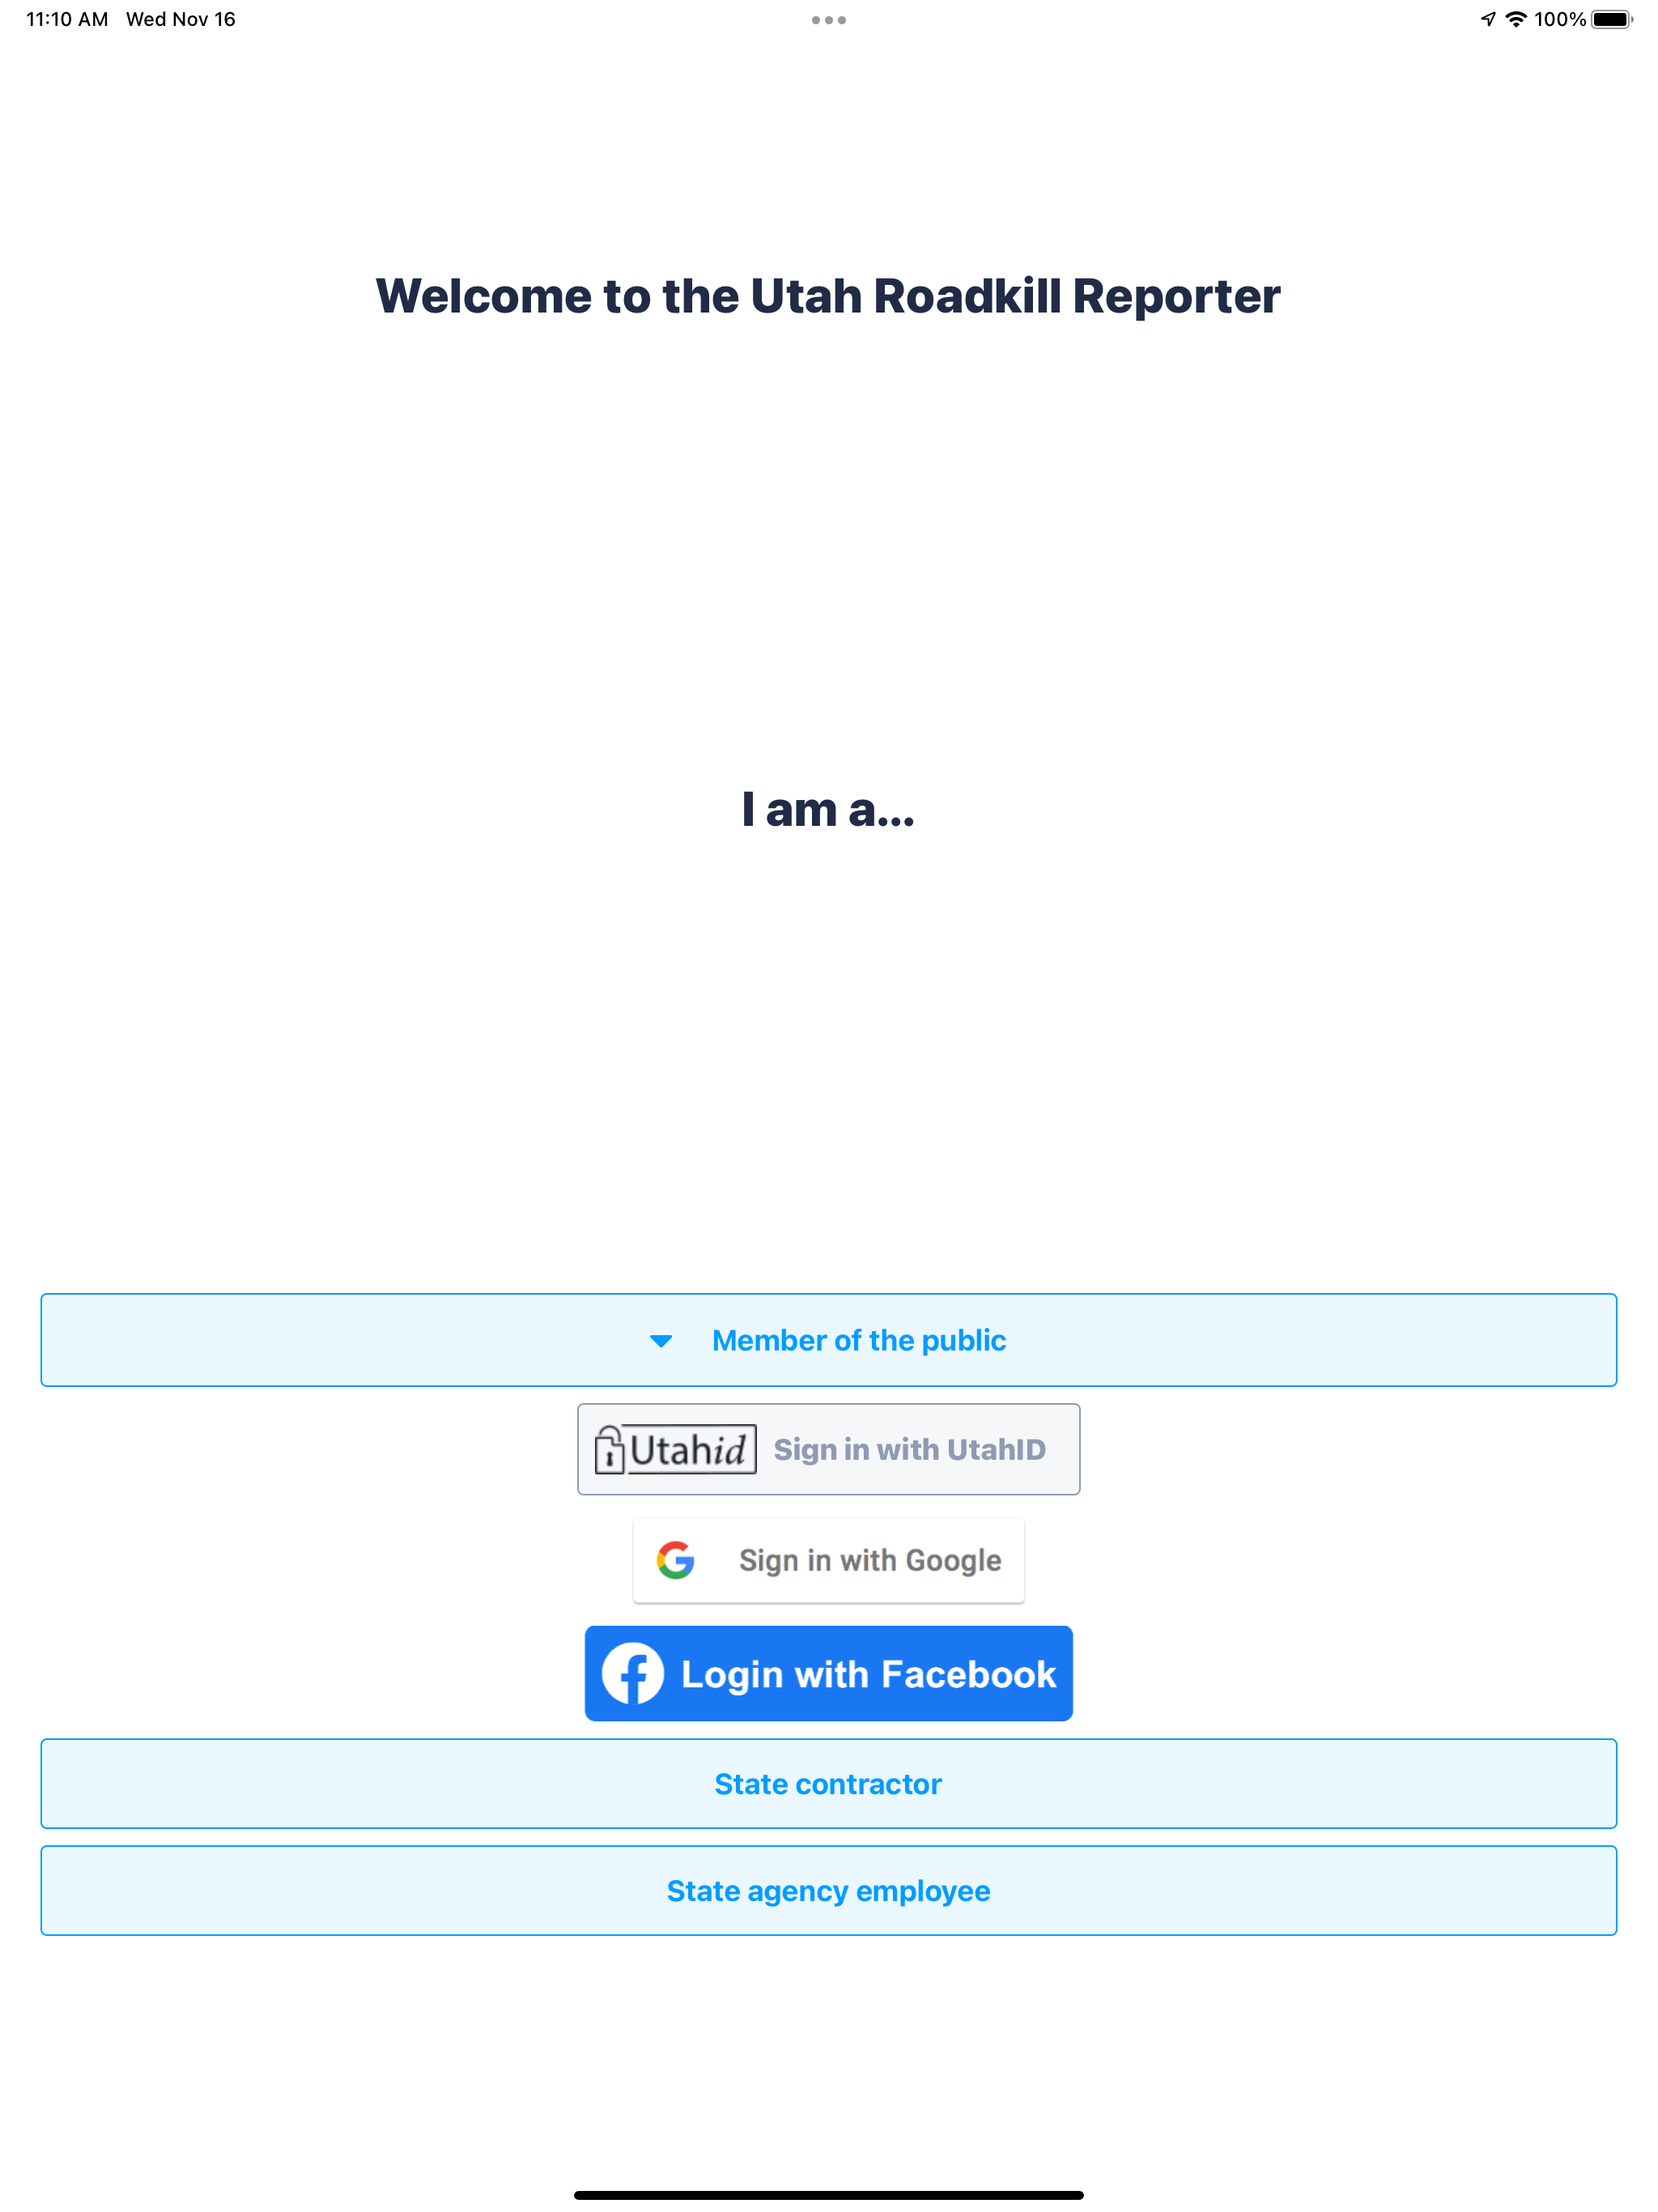 11:10 AM Wed Nov 16
100%
Welcome to the Utah Roadkill Reporter
I am a...
Member of the public
Utahid Sign in with UtahID
Sign in with Google
Login with Facebook
State contractor
State agency employee